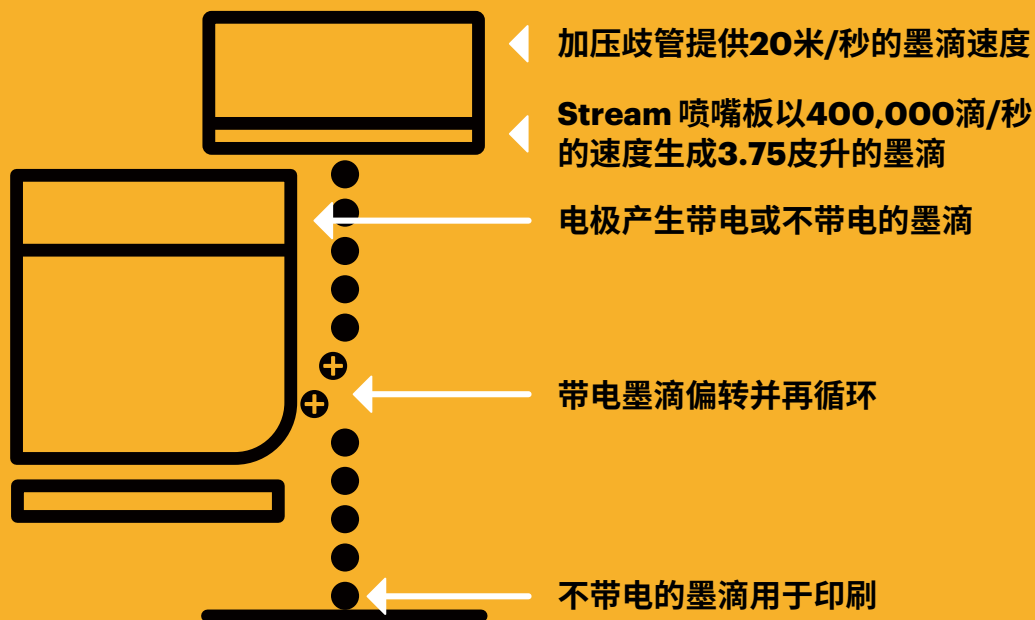 加压歧管提供20米/秒的墨滴速度
Stream 喷嘴板以400,000滴/秒
的速度生成3.75皮升的墨滴
电极产生带电或不带电的墨滴
带电墨滴偏转并再循环
不带电的墨滴用于印刷